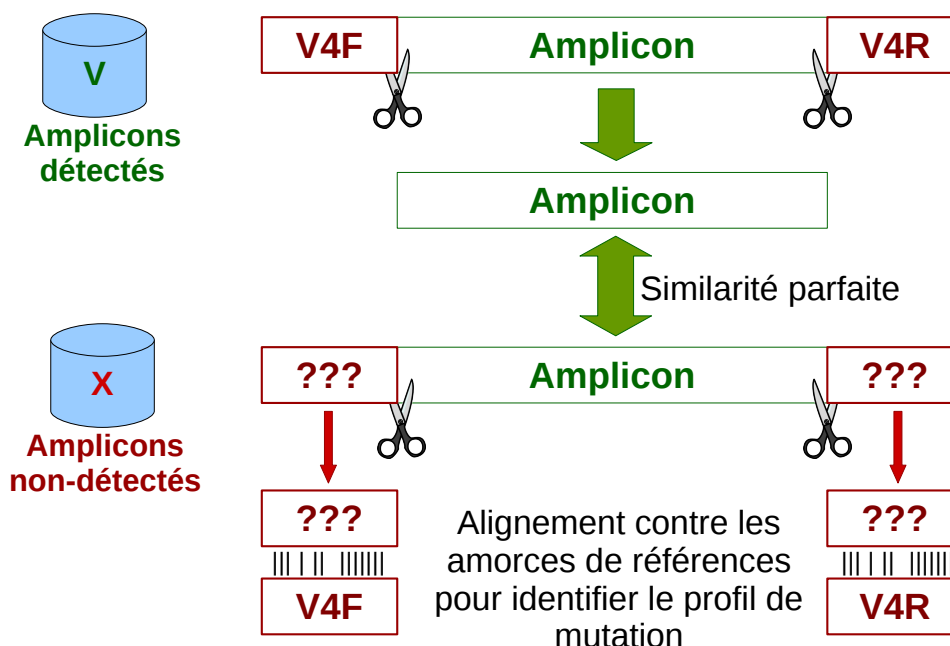 V4F
Amplicon
V4R
V
Amplicons
détectés
Amplicon
Similarité parfaite
X
???
Amplicon
???
Amplicons
non-détectés
???
Alignement contre les
amorces de références
pour identifier le profil de
mutation
???
V4F
V4R